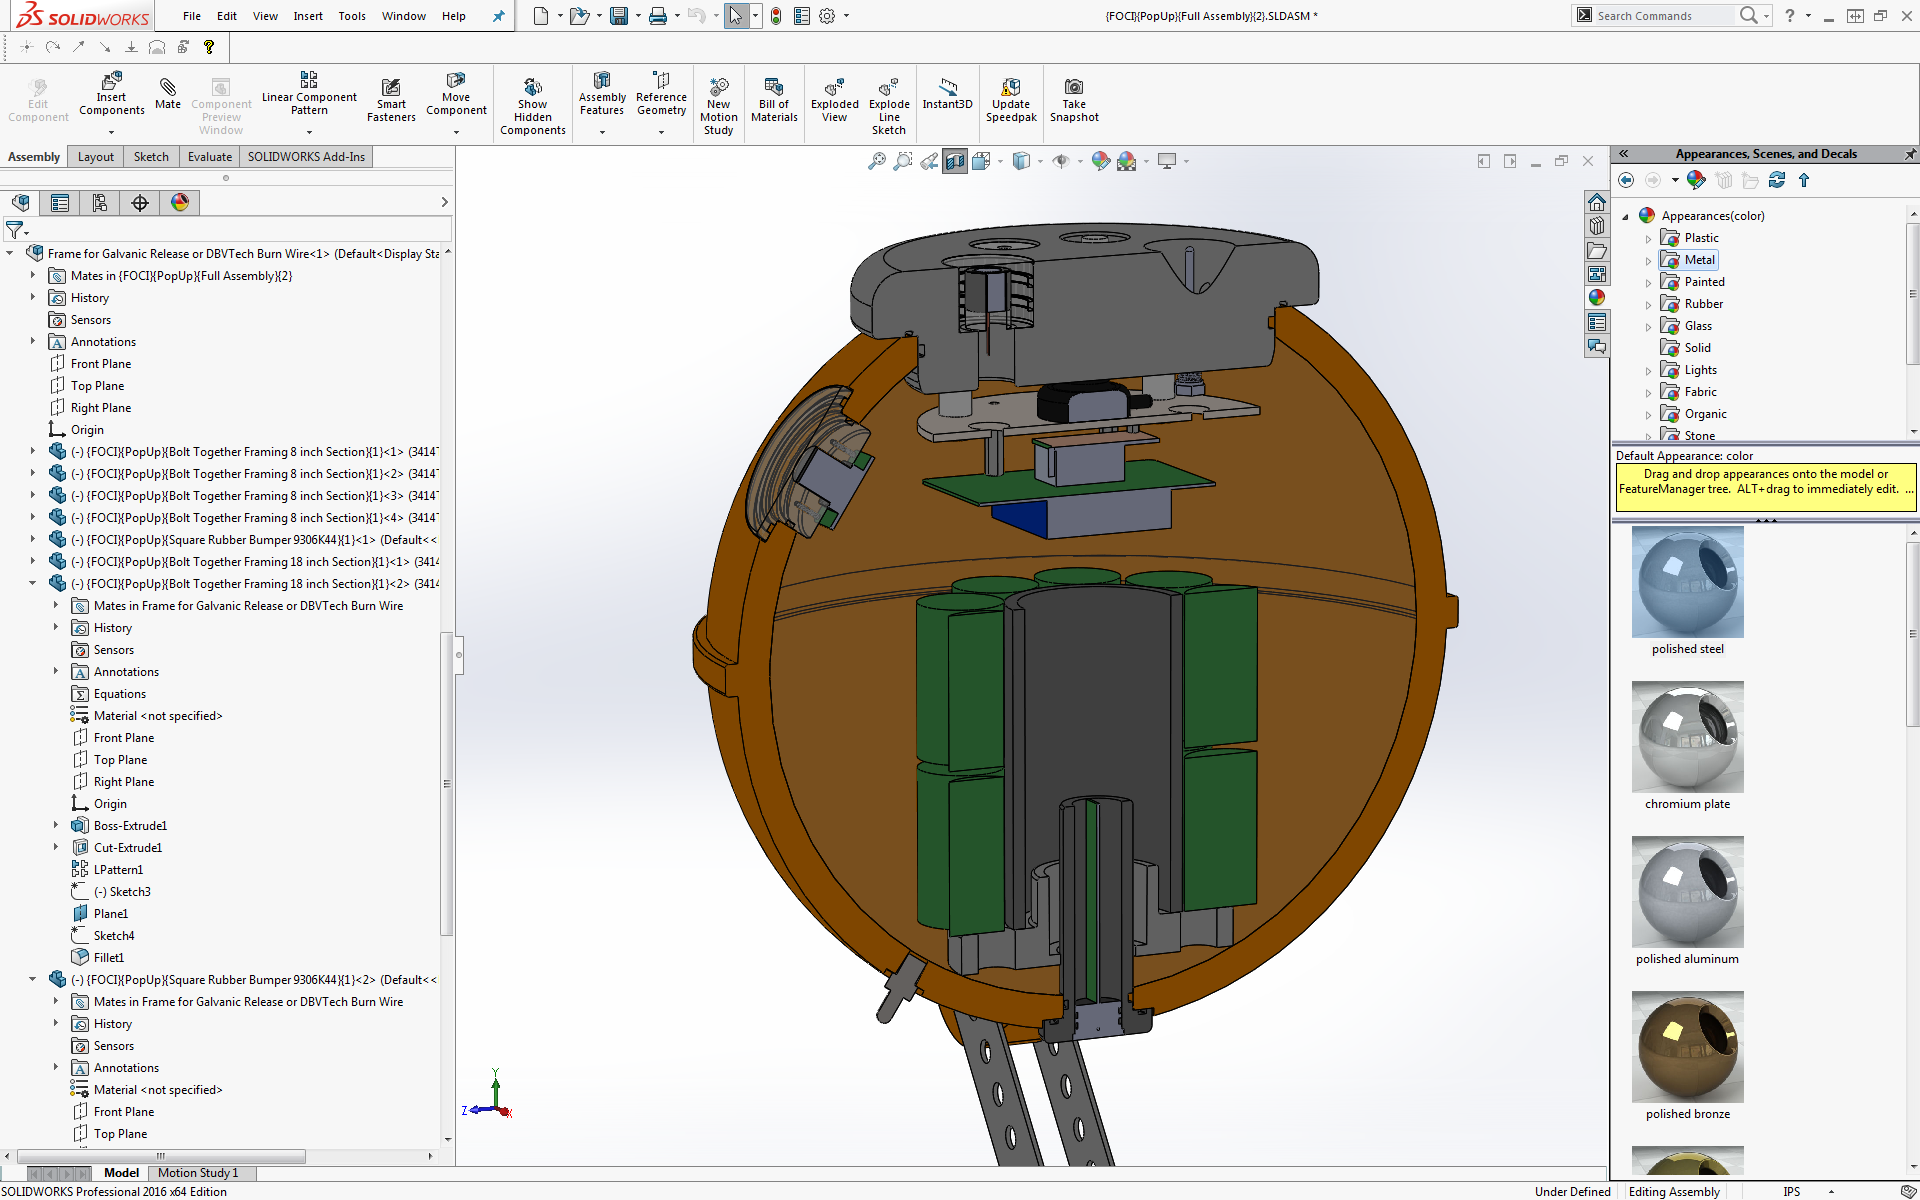 SOLIDWORKS
File Edit View Insert Tools Window Help
{FOCI}{PopUp}{Full Assembly}{2}.SLDASM *
Search Commands
Edit Component
Insert Components
Mate
Component Preview Window
Linear Component Pattern
Smart Fasteners
Move Component
Show Hidden Components
Assembly Features
Reference Geometry
New Motion Study
Bill of Materials
Exploded View
Explode Line Sketch
Instant3D
Update Speedpak
Take Snapshot
Assembly Layout Sketch Evaluate SOLIDWORKS Add-Ins
Frame for Galvanic Release or DBVTech Burn Wire<1> (Default<Display Sta
Mates in {FOCI}{PopUp}{Full Assembly}{2}
History
Sensors
Annotations
Front Plane
Top Plane
Right Plane
Origin
(-) {FOCI}{PopUp}{Bolt Together Framing 8 inch Section}{1}<1> (3414T
(-) {FOCI}{PopUp}{Bolt Together Framing 8 inch Section}{1}<2> (3414T
(-) {FOCI}{PopUp}{Bolt Together Framing 8 inch Section}{1}<3> (3414T
(-) {FOCI}{PopUp}{Bolt Together Framing 8 inch Section}{1}<4> (3414T
(-) {FOCI}{PopUp}{Square Rubber Bumper 9306K44}{1}<1> (Default<<
(-) {FOCI}{PopUp}{Bolt Together Framing 18 inch Section}{1}<1> (3414
(-) {FOCI}{PopUp}{Bolt Together Framing 18 inch Section}{1}<2> (3414
Mates in Frame for Galvanic Release or DBVTech Burn Wire
History
Sensors
Annotations
Equations
Material <not specified>
Front Plane
Top Plane
Right Plane
Origin
Boss-Extrude1
Cut-Extrude1
LPattern1
(-) Sketch3
Plane1
Sketch4
Fillet1
(-) {FOCI}{PopUp}{Square Rubber Bumper 9306K44}{1}<2> (Default<<
Mates in Frame for Galvanic Release or DBVTech Burn Wire
History
Sensors
Annotations
Material <not specified>
Front Plane
Top Plane
Y
Z
X
Appearances, Scenes, and Decals
Appearances(color)
Plastic
Metal
Painted
Rubber
Glass
Solid
Lights
Fabric
Organic
Stone
Default Appearance: color
Drag and drop appearances onto the model or
FeatureManager tree. ALT+drag to immediately edit. ...
polished steel
chromium plate
polished aluminum
polished bronze
Model Motion Study 1
SOLIDWORKS Professional 2016 x64 Edition
Under Defined Editing Assembly IPS